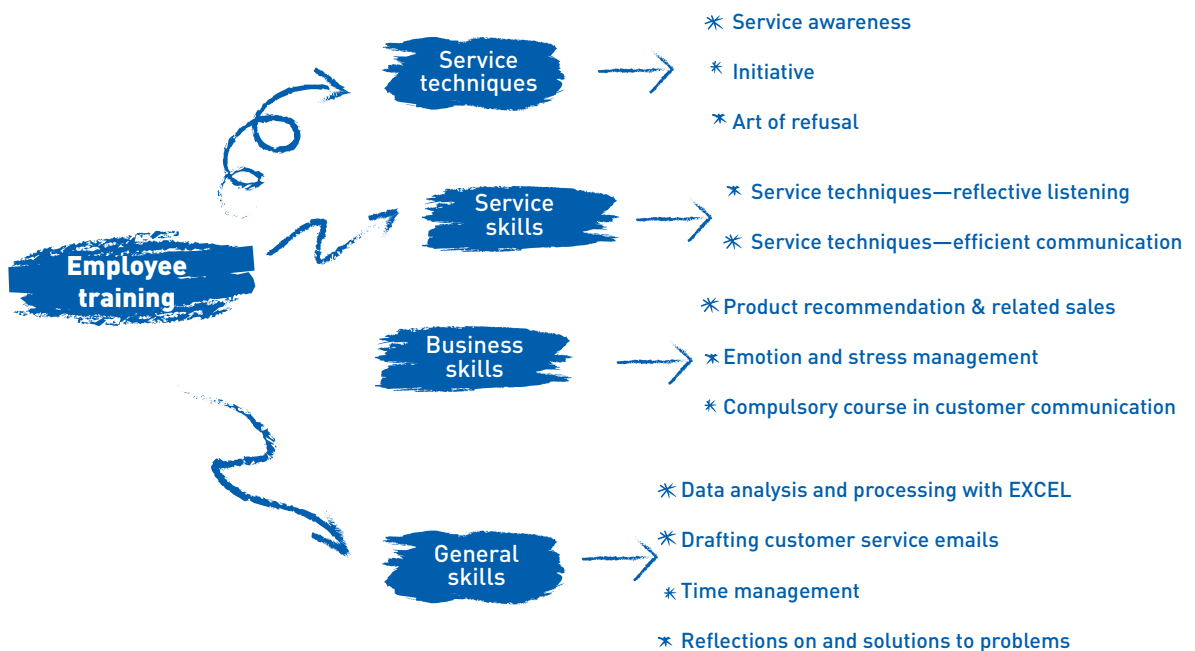 Employee
training
Service
techniques
Service awareness
Initiative
Art of refusal
Service
skills
Service techniques—reflective listening
Service techniques—efficient communication
Business
skills
Product recommendation & related sales
Emotion and stress management
Compulsory course in customer communication
General
skills
Data analysis and processing with EXCEL
Drafting customer service emails
Time management
Reflections on and solutions to problems